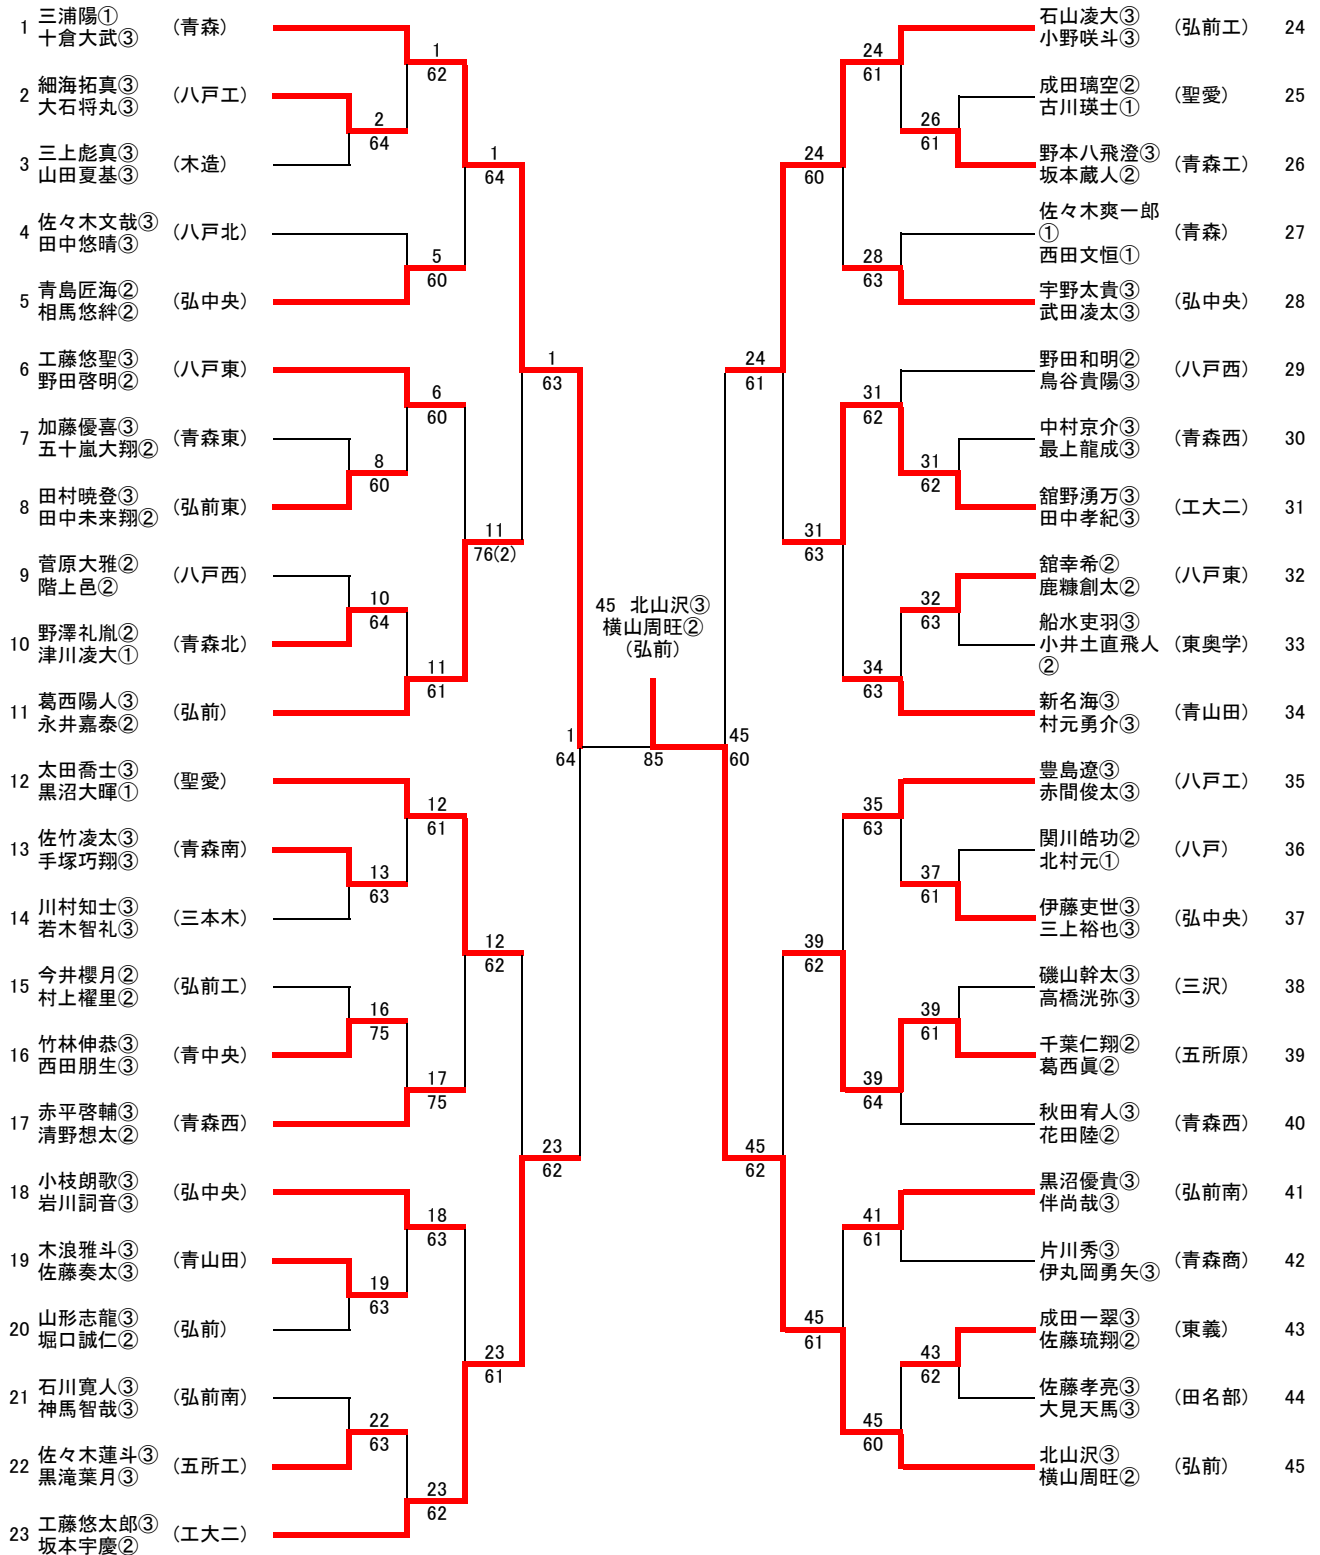 1 三浦陽① (青森)
十倉大武③
2 細海拓真③ (八戸工)
大石将丸③
3 三上彪真③ (木造)
山田夏基③
4 佐々木文哉③ (八戸北)
田中悠晴③
5 青島匠海② (弘中央)
相馬悠絆②
6 工藤悠聖③ (八戸東)
野田啓明②
7 加藤優喜③ (青森東)
五十嵐大翔②
8 田村暁登③ (弘前東)
田中未来翔②
9 菅原大雅② (八戸西)
階上邑②
10 野澤礼胤② (青森北)
津川凌大①
11 葛西陽人③ (弘前)
永井嘉泰②
12 太田喬士③ (聖愛)
黒沼大暉①
13 佐竹凌太③ (青森南)
手塚巧翔③
14 川村知士③ (三本木)
若木智礼③
15 今井櫻月② (弘前工)
村上櫂里②
16 竹林伸恭③ (青中央)
西田朋生③
17 赤平啓輔③ (青森西)
清野想太②
18 小枝朗歌③ (弘中央)
岩川詞音③
19 木浪雅斗③ (青山田)
佐藤奏太③
20 山形志龍③ (弘前)
堀口誠仁②
21 石川寛人③ (弘前南)
神馬智哉③
22 佐々木蓮斗③ (五所工)
黒滝葉月③
23 工藤悠太郎③ (工大二)
坂本宇慶②
2
64
8
60
10
64
13
63
16
75
19
63
22
63
1
62
5
60
6
60
11
61
12
61
17
75
18
63
23
62
1
64
11
76(2)
12
62
23
61
1
63
23
62
1
64
45 北山沢③
横山周旺②
(弘前)
85
45
60
24
61
45
62
24
60
31
63
39
62
45
61
24
61
28
63
31
62
34
63
35
63
39
64
41
61
45
60
26
61
31
62
32
63
37
61
39
61
43
62
石山凌大③ (弘前工) 24
小野咲斗③
成田璃空② (聖愛) 25
古川瑛士①
野本八飛澄③ (青森工) 26
坂本蔵人②
佐々木爽一郎
① (青森) 27
西田文恒①
宇野太貴③ (弘中央) 28
武田凌太③
野田和明② (八戸西) 29
鳥谷貴陽③
中村京介③ (青森西) 30
最上龍成③
舘野湧万③ (工大二) 31
田中孝紀③
舘幸希② (八戸東) 32
鹿糠創太②
船水吏羽③
小井土直飛人 (東奥学) 33
②
新名海③ (青山田) 34
村元勇介③
豊島遼③ (八戸工) 35
赤間俊太③
関川皓功② (八戸) 36
北村元①
伊藤吏世③ (弘中央) 37
三上裕也③
磯山幹太③ (三沢) 38
高橋洸弥③
千葉仁翔② (五所原) 39
葛西眞②
秋田宥人③ (青森西) 40
花田陸②
黒沼優貴③ (弘前南) 41
伴尚哉③
片川秀③ (青森商) 42
伊丸岡勇矢③
成田一翠③ (東義) 43
佐藤琉翔②
佐藤孝亮③ (田名部) 44
大見天馬③
北山沢③ (弘前) 45
横山周旺②